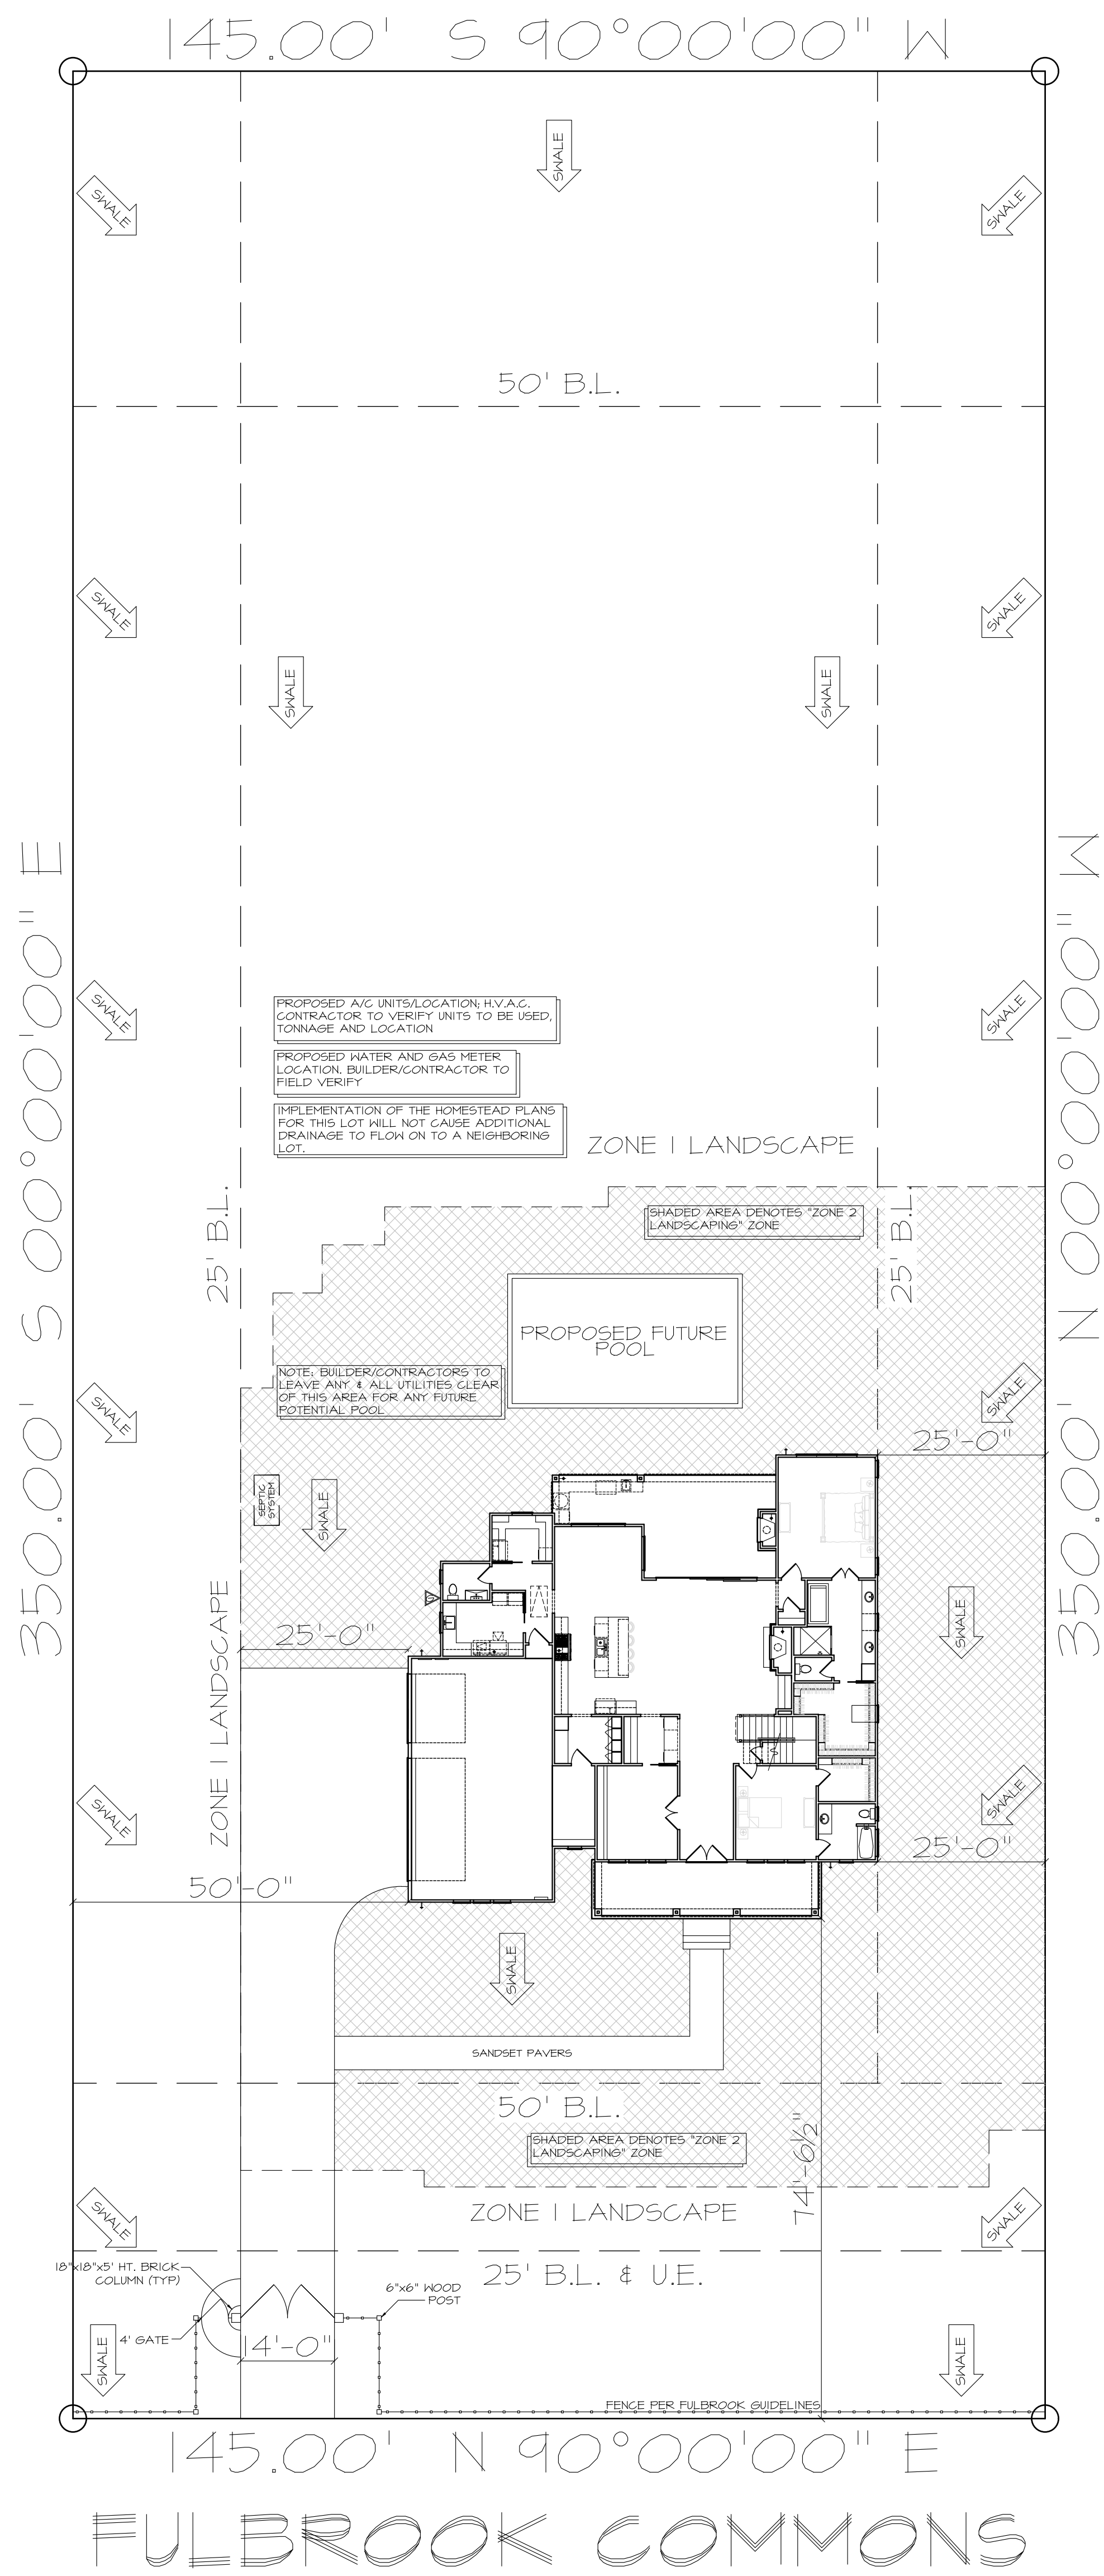 145.00' S 90°00'00" W
SWALE
SWALE
SWALE
50' B.L.
SWALE
SWALE
SWALE
SWALE
350.00' S 00°00'00" E
350.00' N 00°00'00" W
SWALE
SWALE
PROPOSED A/C UNITS/LOCATION; H.V.A.C.
CONTRACTOR TO VERIFY UNITS TO BE USED,
TONNAGE AND LOCATION
PROPOSED WATER AND GAS METER
LOCATION. BUILDER/CONTRACTOR TO
FIELD VERIFY
IMPLEMENTATION OF THE HOMESTEAD PLANS
FOR THIS LOT WILL NOT CAUSE ADDITIONAL
DRAINAGE TO FLOW ON TO A NEIGHBORING
LOT.
ZONE 1 LANDSCAPE
25' B.L.
25' B.L.
SHADED AREA DENOTES "ZONE 2
LANDSCAPING" ZONE
PROPOSED FUTURE
POOL
NOTE: BUILDER/CONTRACTORS TO
LEAVE ANY & ALL UTILITIES CLEAR
OF THIS AREA FOR ANY FUTURE
POTENTIAL POOL
SWALE
SWALE
25'-0"
SEPTIC
SYSTEM
SWALE
SWALE
25'-0"
ZONE 1 LANDSCAPE
SWALE
SWALE
25'-0"
50'-0"
SWALE
SANDSET PAVERS
50' B.L.
SHADED AREA DENOTES "ZONE 2
LANDSCAPING" ZONE
74'-6½"
ZONE 1 LANDSCAPE
SWALE
SWALE
25' B.L. & U.E.
18"x18"x5' HT. BRICK
COLUMN (TYP)
6"x6" WOOD
POST
4' GATE
14'-0"
SWALE
SWALE
FENCE PER FULBROOK GUIDELINES
145.00' N 90°00'00" E
FULBROOK COMMONS